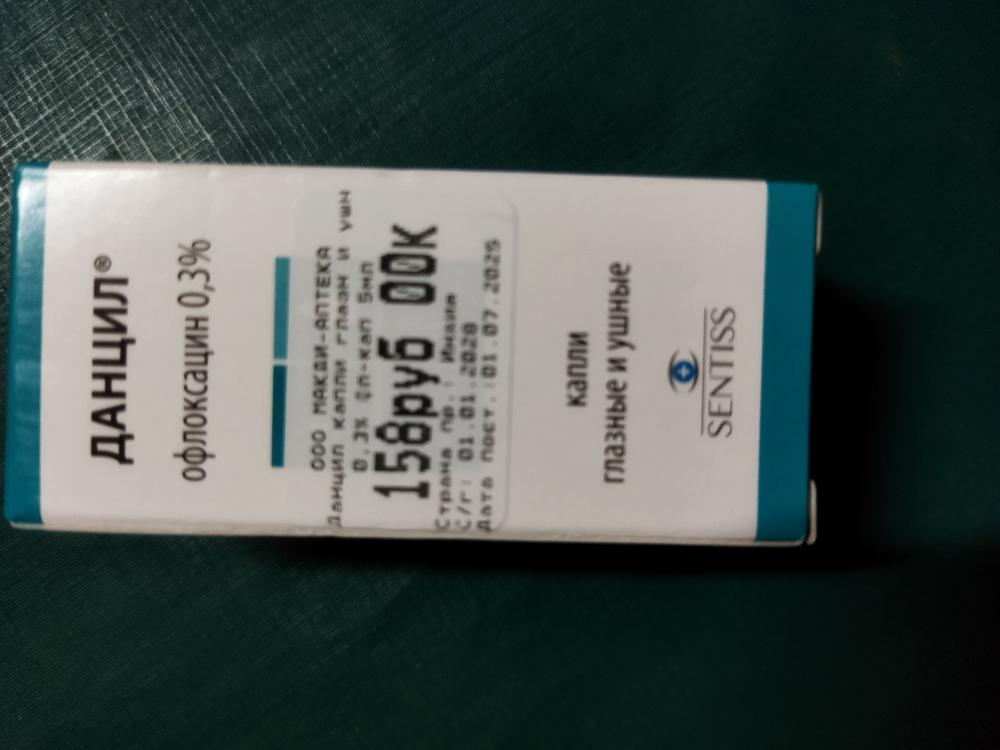 ДАНЦИЛ®
офлоксацин 0,3%
ООО МАКДИ-АПТЕКА
Данцил капли глазн и ушн
0,3% фл-кап 5мл
158руб 00к
Страна пр.: Индия
С/г: 01.01.2028
Дата пост.:01.07.2025
капли
глазные и ушные
SENTISS